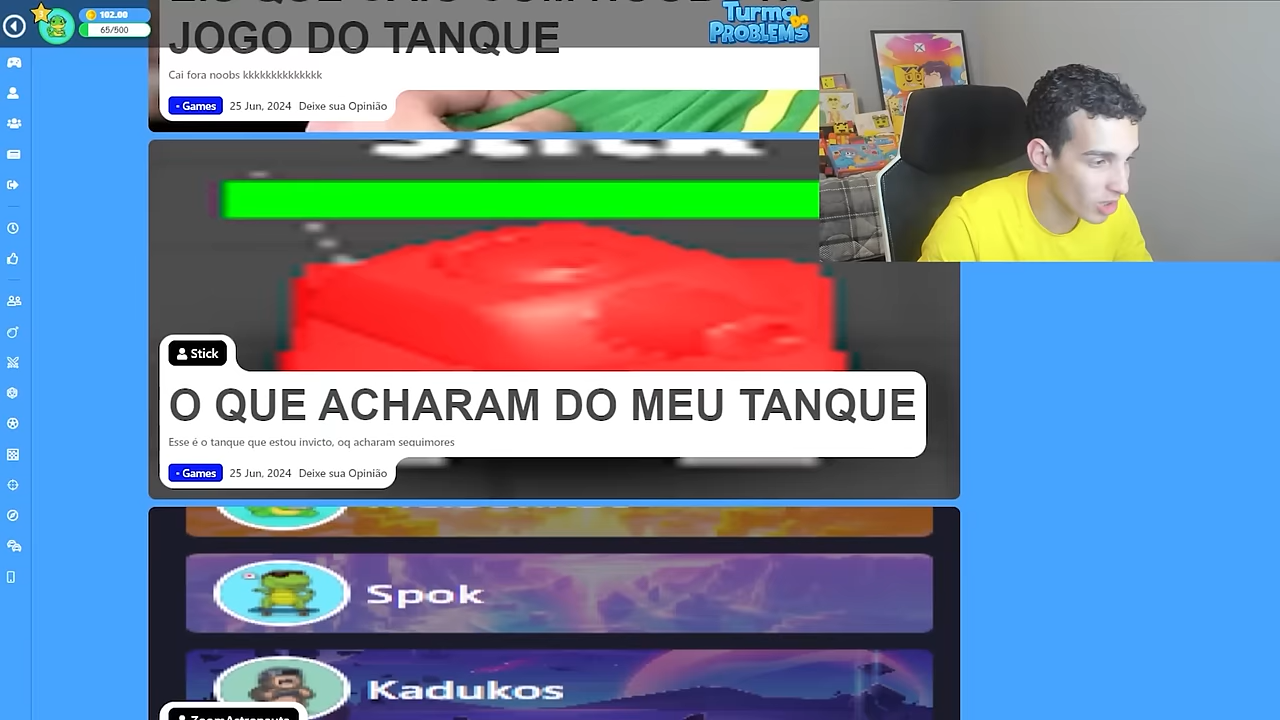 102.00
65/500
JOGO DO TANQUE
Turma do
PROBLEMS
Cai fora noobs kkkkkkkkkkkkkk
- Games 25 Jun, 2024 Deixe sua Opinião
Stick
Stick
O QUE ACHARAM DO MEU TANQUE
Esse é o tanque que estou invicto, oq acharam seguimores
- Games 25 Jun, 2024 Deixe sua Opinião
Spok
Kadukos
ZoomAstronauta